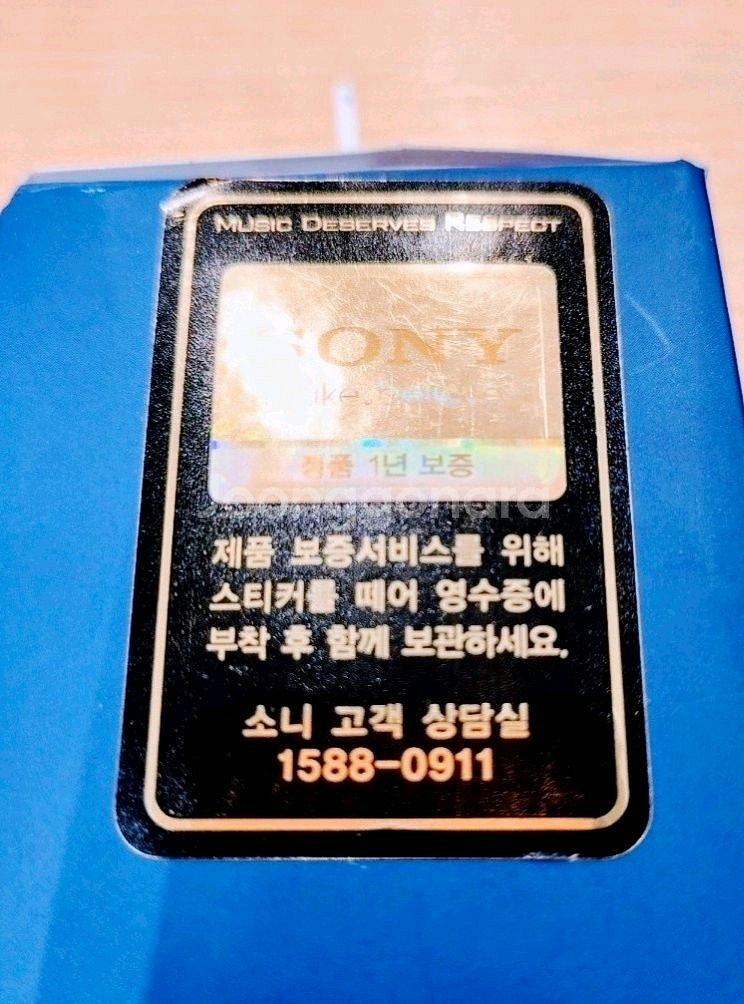 MUSIC DESERVES RESPECT
SONY
정품 1년 보증
제품 보증서비스를 위해
스티커를 떼어 영수증에
부착 후 함께 보관하세요.
소니 고객 상담실
1588-0911